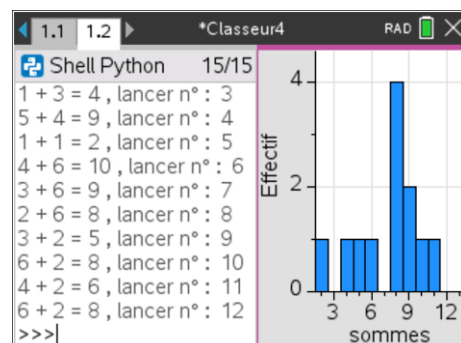 1.1 1.2 *Classeur4 RAD
Shell Python 15/15
1 + 3 = 4 , lancer n° : 3
5 + 4 = 9 , lancer n° : 4
1 + 1 = 2 , lancer n° : 5
4 + 6 = 10 , lancer n° : 6
3 + 6 = 9 , lancer n° : 7
2 + 6 = 8 , lancer n° : 8
3 + 2 = 5 , lancer n° : 9
6 + 2 = 8 , lancer n° : 10
4 + 2 = 6 , lancer n° : 11
6 + 2 = 8 , lancer n° : 12
>>>
Effectif
4
2
0
3 6 9 12
sommes